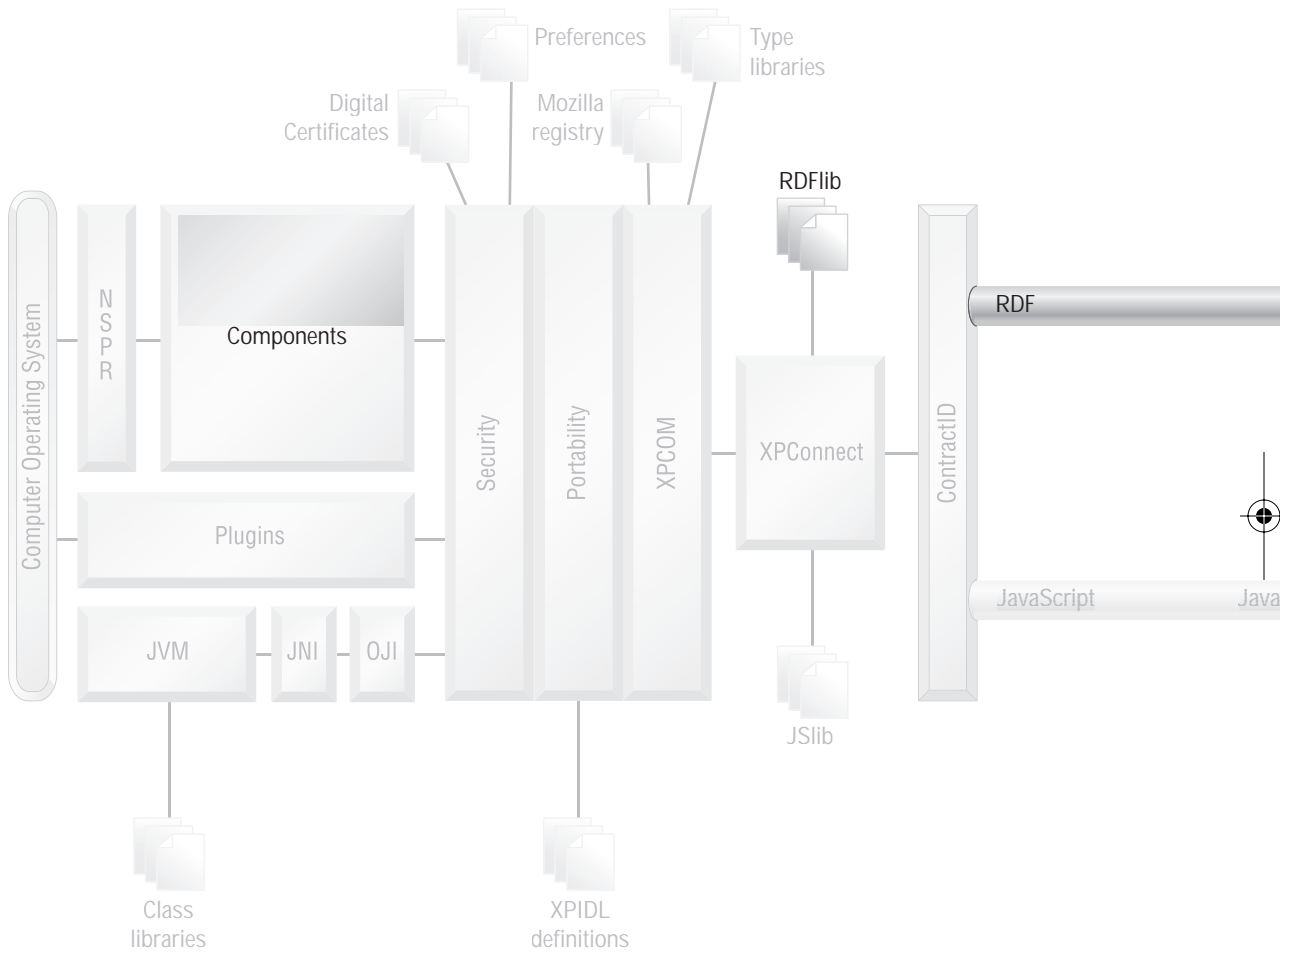 Preferences
Type
libraries
Digital
Certificates
Mozilla
registry
RDFlib
Computer Operating System
N
S
P
R
Components
Security
Portability
XPCOM
XPConnect
ContractID
RDF
Plugins
JavaScript
Java
JVM
JNI
OJI
JSlib
Class
libraries
XPIDL
definitions